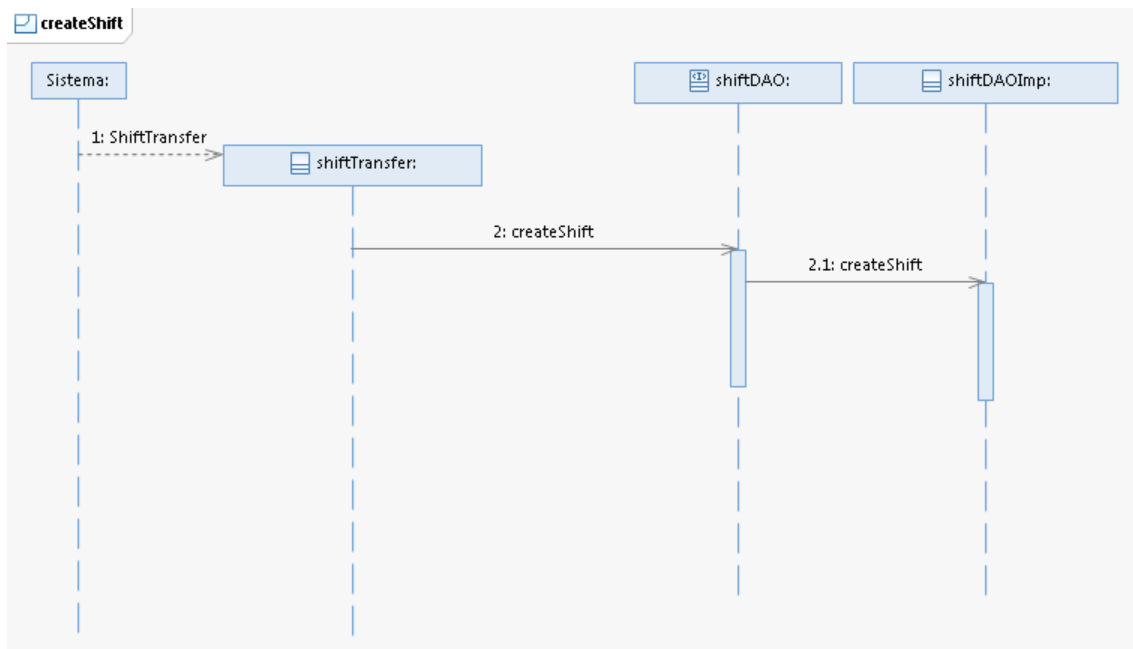 createShift
Sistema:
shiftDAO:
shiftDAOImp:
1: ShiftTransfer
shiftTransfer:
2: createShift
2.1: createShift